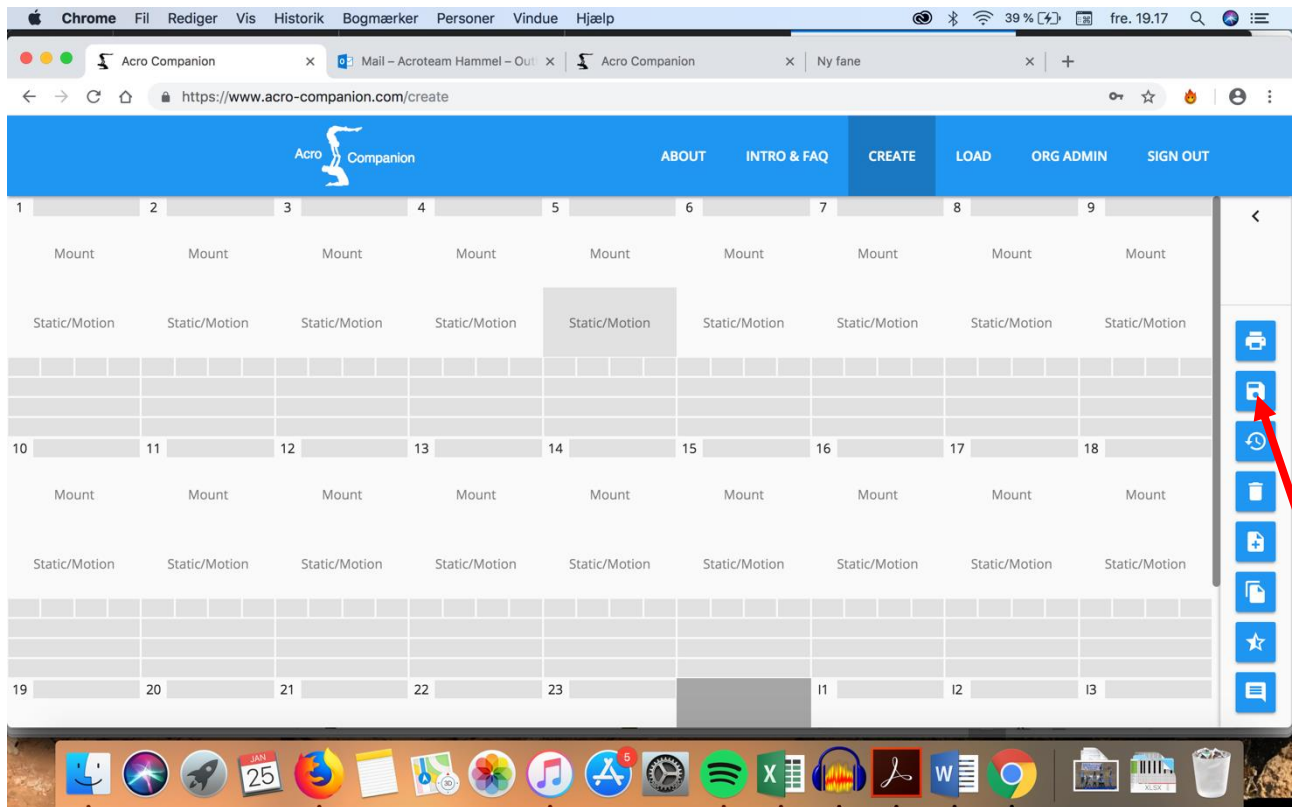 Chrome Fil Rediger Vis Historik Bogmærker Personer Vindue Hjælp 39 % fre. 19.17
Acro Companion Mail – Acroteam Hammel – Out Acro Companion Ny fane
https://www.acro-companion.com/create
Acro Companion ABOUT INTRO & FAQ CREATE LOAD ORG ADMIN SIGN OUT
1 2 3 4 5 6 7 8 9
Mount Mount Mount Mount Mount Mount Mount Mount Mount
Static/Motion Static/Motion Static/Motion Static/Motion Static/Motion Static/Motion Static/Motion Static/Motion Static/Motion
10 11 12 13 14 15 16 17 18
Mount Mount Mount Mount Mount Mount Mount Mount Mount
Static/Motion Static/Motion Static/Motion Static/Motion Static/Motion Static/Motion Static/Motion Static/Motion Static/Motion
19 20 21 22 23 I1 I2 I3
JAN
25
5
XLSX